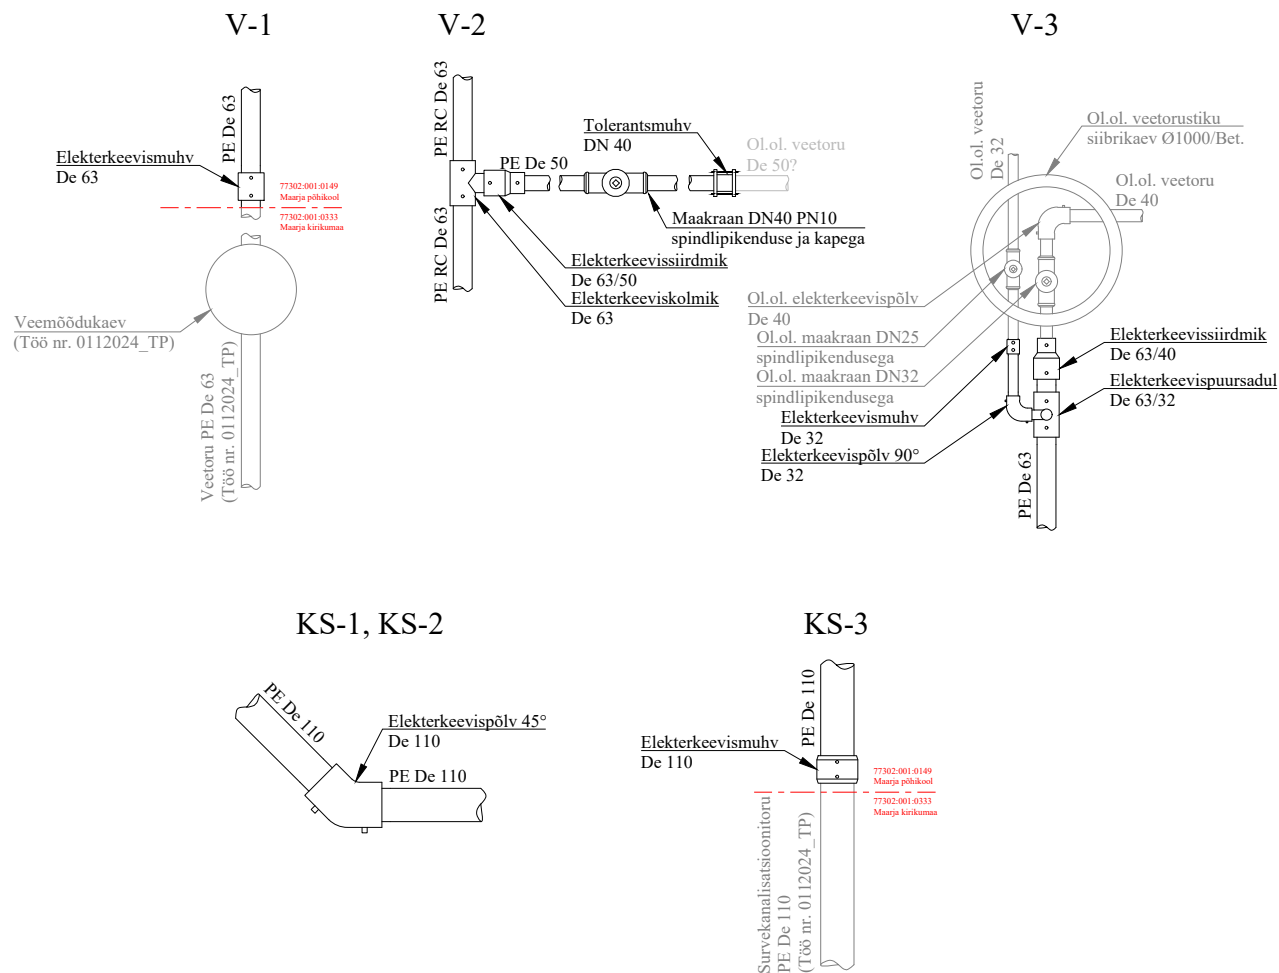 V-1
PE De 63
Elekterkeevismuhv
De 63
77302:001:0149
Maarja põhikool
77302:001:0333
Maarja kirikumaa
Veemõõdukaev
(Töö nr. 0112024_TP)
Veetoru PE De 63
(Töö nr. 0112024_TP)
V-2
PE RC De 63
PE RC De 63
PE De 50
Tolerantsmuhv
DN 40
Ol.ol. veetoru
De 50?
Maakraan DN40 PN10
spindlipikenduse ja kapega
Elekterkeevissiirdmik
De 63/50
Elekterkeeviskolmik
De 63
V-3
Ol.ol. veetoru
De 32
Ol.ol. veetorustiku
siibrikaev Ø1000/Bet.
Ol.ol. veetoru
De 40
Ol.ol. elekterkeevispõlv
De 40
Ol.ol. maakraan DN25
spindlipikendusega
Ol.ol. maakraan DN32
spindlipikendusega
Elekterkeevismuhv
De 32
Elekterkeevispõlv 90°
De 32
Elekterkeevissiirdmik
De 63/40
Elekterkeevispuursadul
De 63/32
PE De 63
KS-1, KS-2
PE De 110
Elekterkeevispõlv 45°
De 110
PE De 110
KS-3
PE De 110
Elekterkeevismuhv
De 110
77302:001:0149
Maarja põhikool
77302:001:0333
Maarja kirikumaa
Survekanalisatsioonitoru
PE De 110
(Töö nr. 0112024_TP)